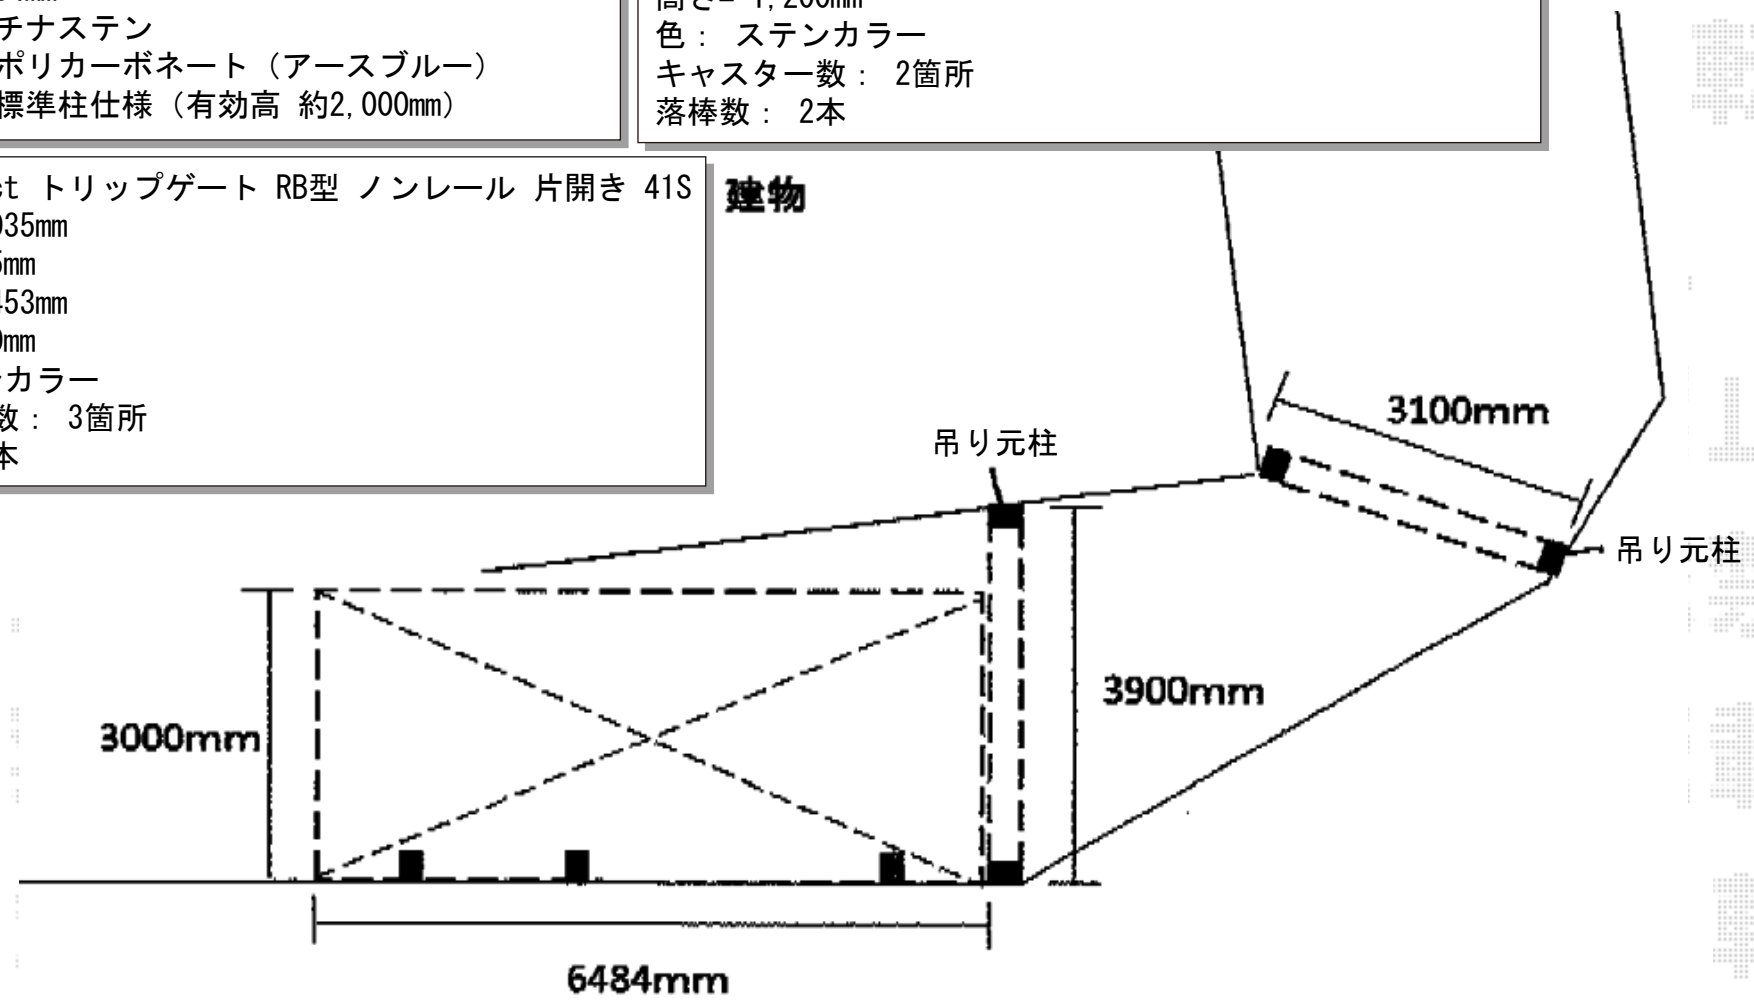 チナステン
ポリカーボネート（アースブルー）
標準柱仕様（有効高 約2,000mm）
色： ステンカラー
キャスター数： 2箇所
落棒数： 2本
トリップゲート RB型 ノンレール 片開き 41S
035mm
mm
453mm
0mm
カラー
数： 3箇所
本
建物
吊り元柱
3100mm
吊り元柱
3900mm
3000mm
6484mm